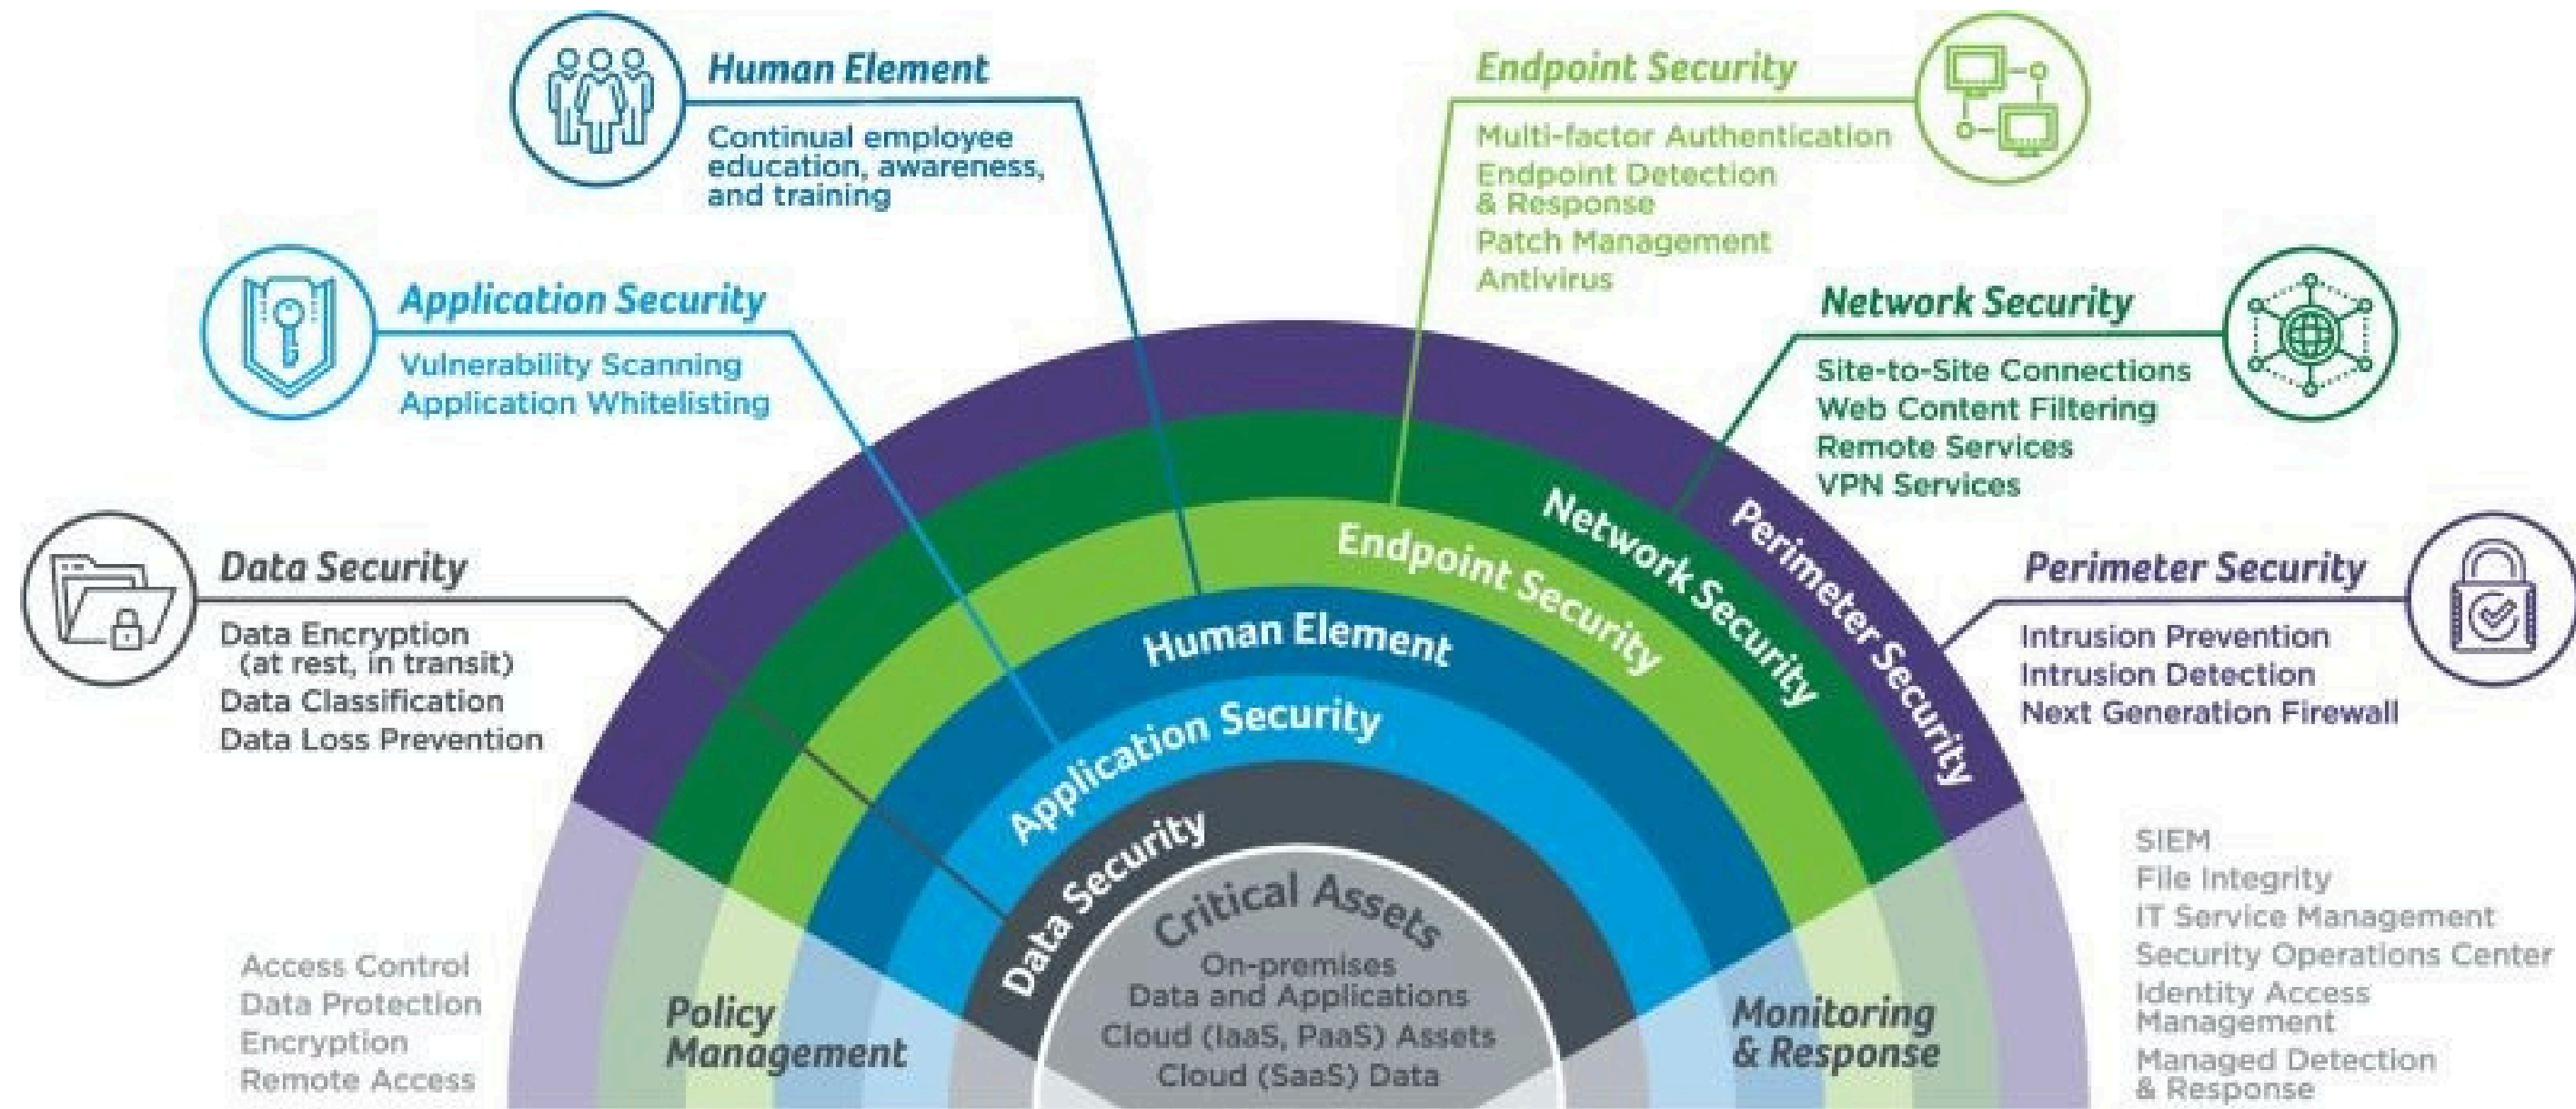 Human Element
Continual employee
education, awareness,
and training
Endpoint Security
Multi-factor Authentication
Endpoint Detection
& Response
Patch Management
Antivirus
Application Security
Vulnerability Scanning
Application Whitelisting
Network Security
Site-to-Site Connections
Web Content Filtering
Remote Services
VPN Services
Data Security
Data Encryption
(at rest, in transit)
Data Classification
Data Loss Prevention
Perimeter Security
Intrusion Prevention
Intrusion Detection
Next Generation Firewall
Perimeter Security
Network Security
Endpoint Security
Human Element
Application Security
Data Security
Critical Assets
On-premises
Data and Applications
Cloud (IaaS, PaaS) Assets
Cloud (SaaS) Data
Policy
Management
Access Control
Data Protection
Encryption
Remote Access
Monitoring
& Response
SIEM
File Integrity
IT Service Management
Security Operations Center
Identity Access
Management
Managed Detection
& Response